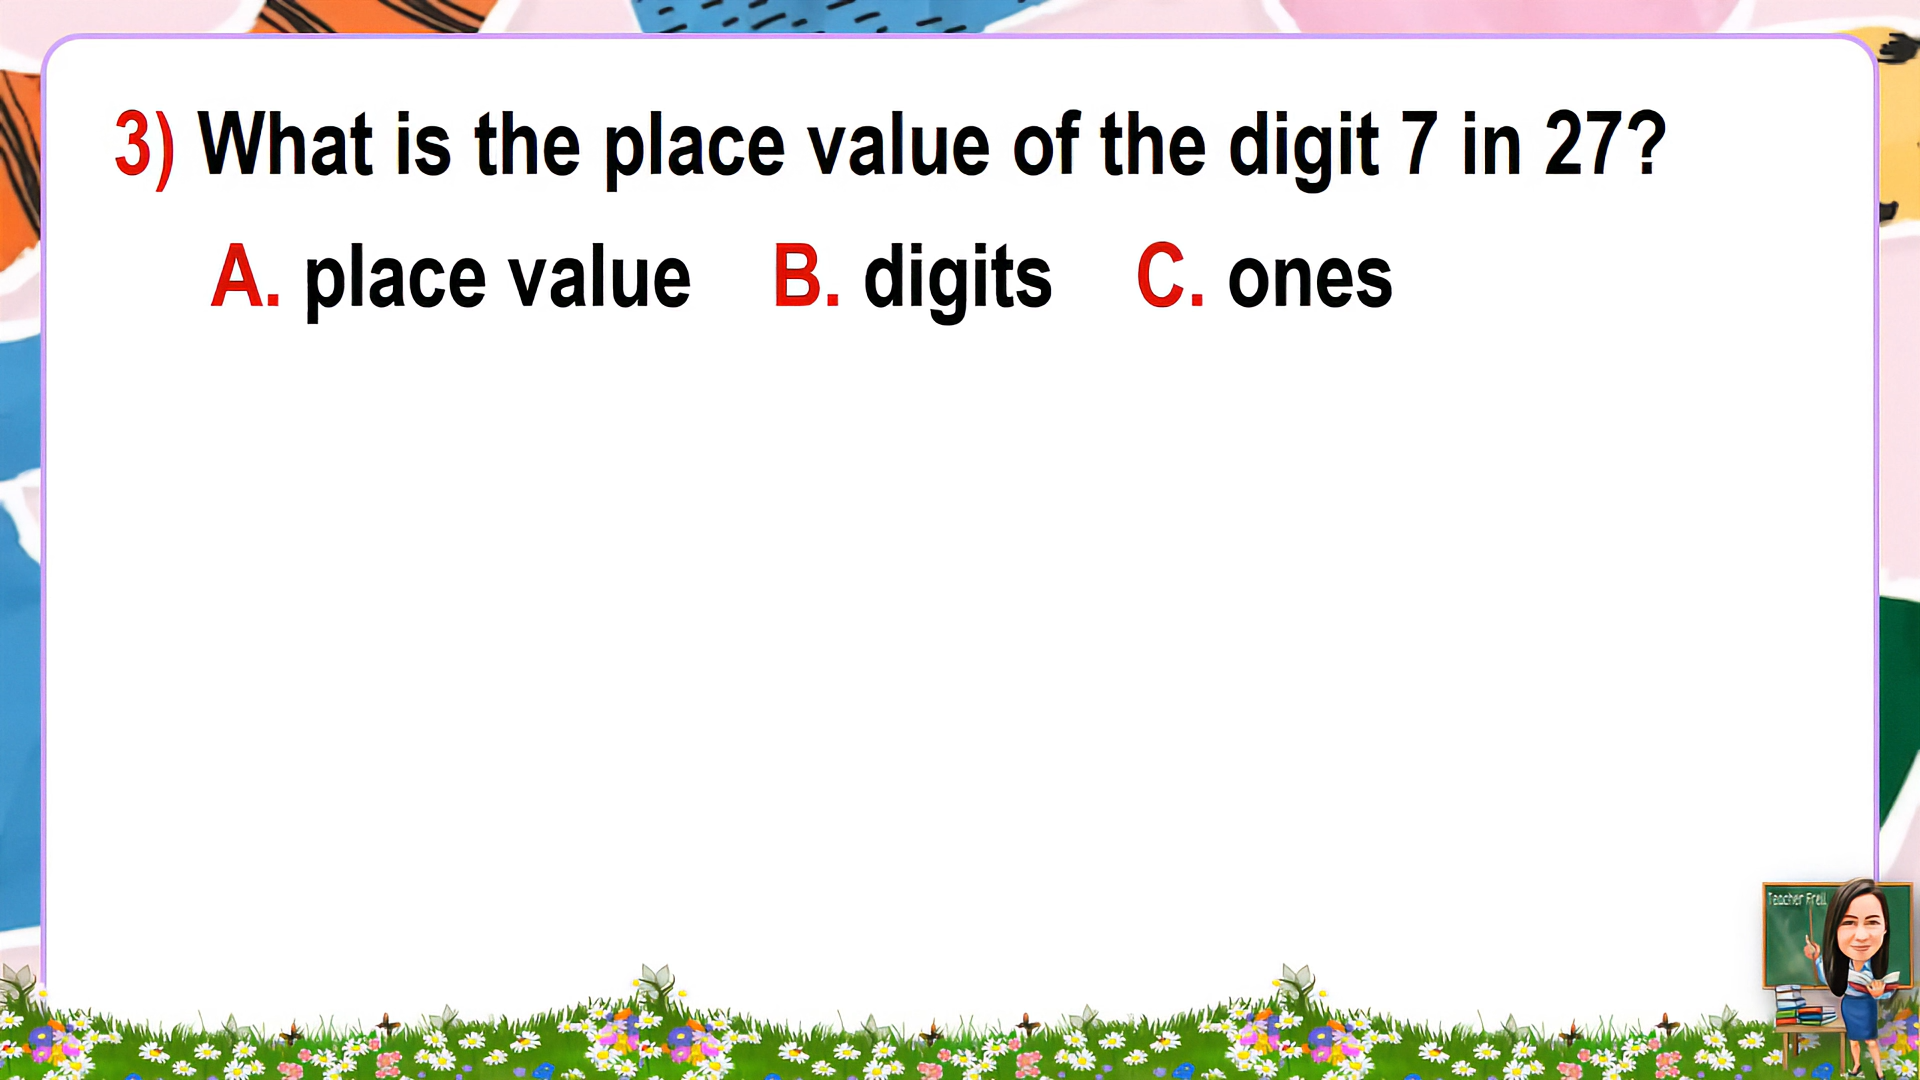 3) What is the place value of the digit 7 in 27?
A. place value B. digits C. ones
Teacher Frell